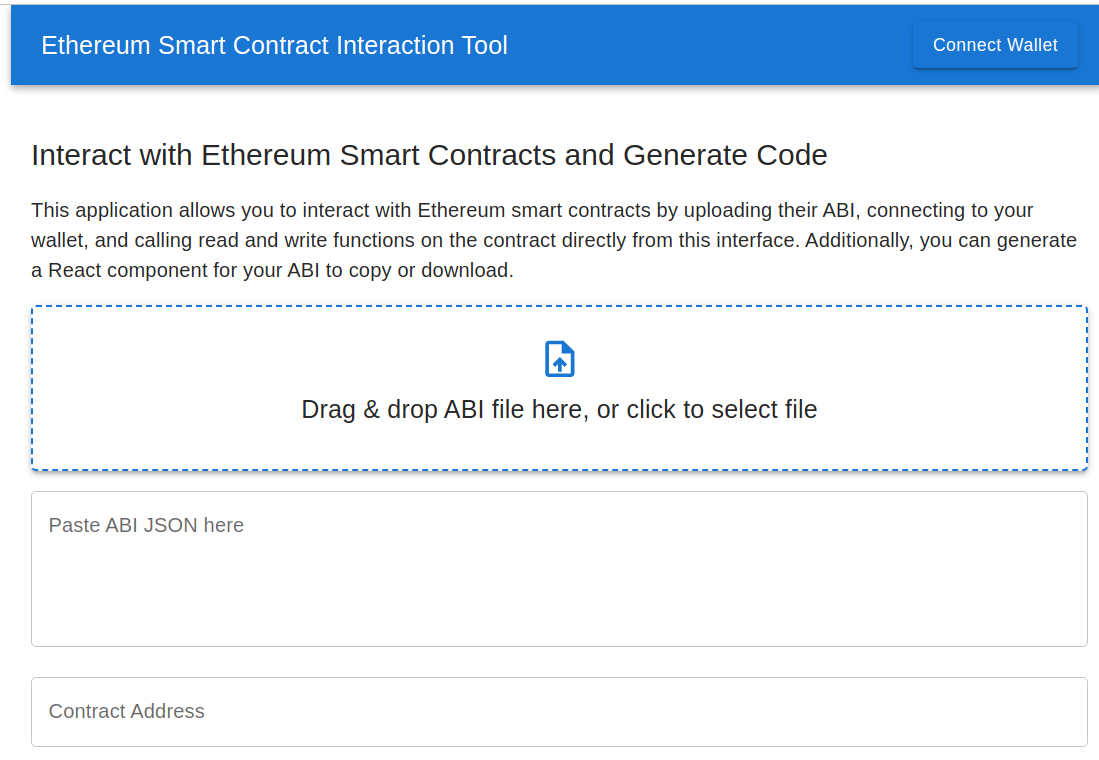 Ethereum Smart Contract Interaction Tool
Connect Wallet
Interact with Ethereum Smart Contracts and Generate Code
This application allows you to interact with Ethereum smart contracts by uploading their ABI, connecting to your
wallet, and calling read and write functions on the contract directly from this interface. Additionally, you can generate
a React component for your ABI to copy or download.
Drag & drop ABI file here, or click to select file
Paste ABI JSON here
Contract Address